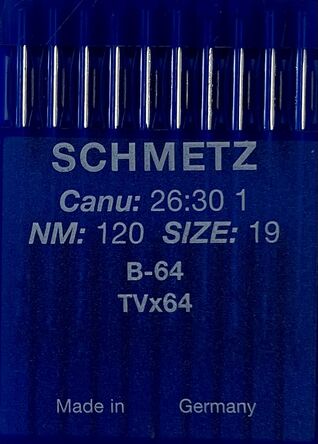 SCHMETZ
Canu: 26:30 1
NM: 120 SIZE: 19
B-64
TVx64
Made in Germany